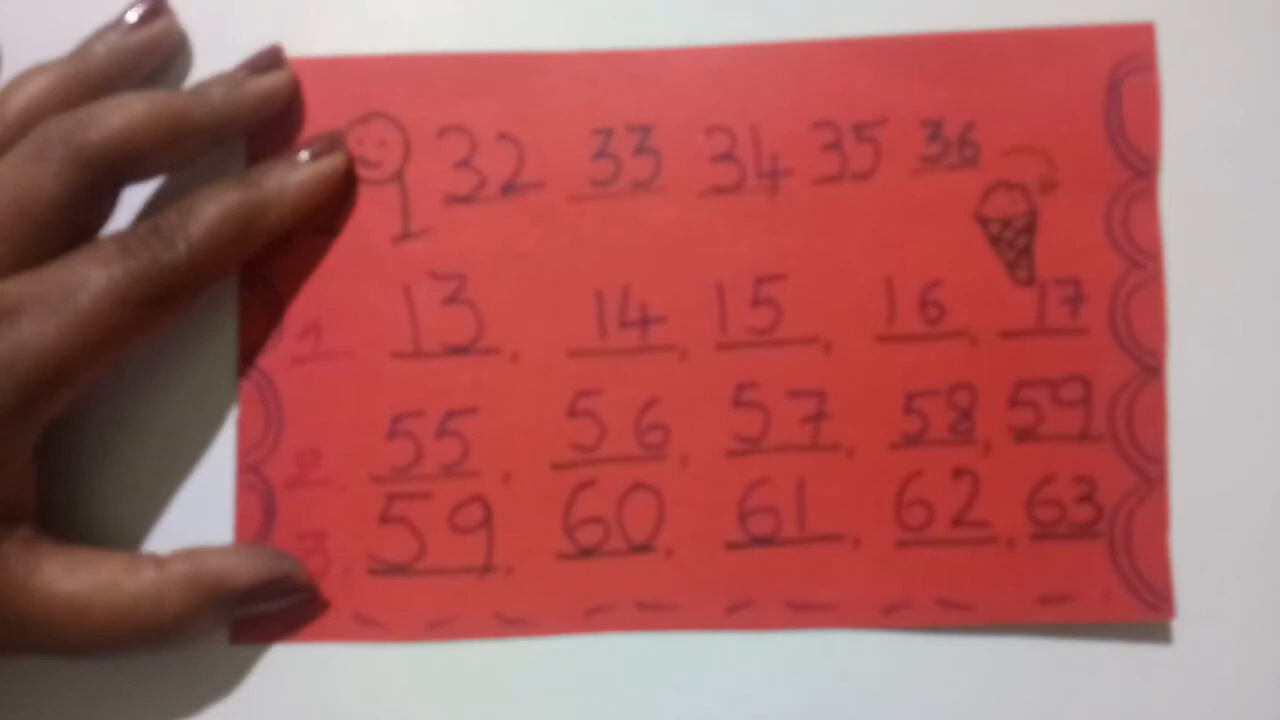 32 33 34 35 36
1. 13, 14, 15, 16, 17
2. 55, 56, 57, 58, 59
3. 59, 60, 61, 62, 63